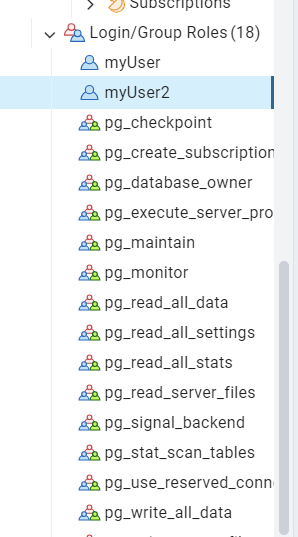 Subscriptions
Login/Group Roles (18)
myUser
myUser2
pg_checkpoint
pg_create_subscription
pg_database_owner
pg_execute_server_pro
pg_maintain
pg_monitor
pg_read_all_data
pg_read_all_settings
pg_read_all_stats
pg_read_server_files
pg_signal_backend
pg_stat_scan_tables
pg_use_reserved_conn
pg_write_all_data